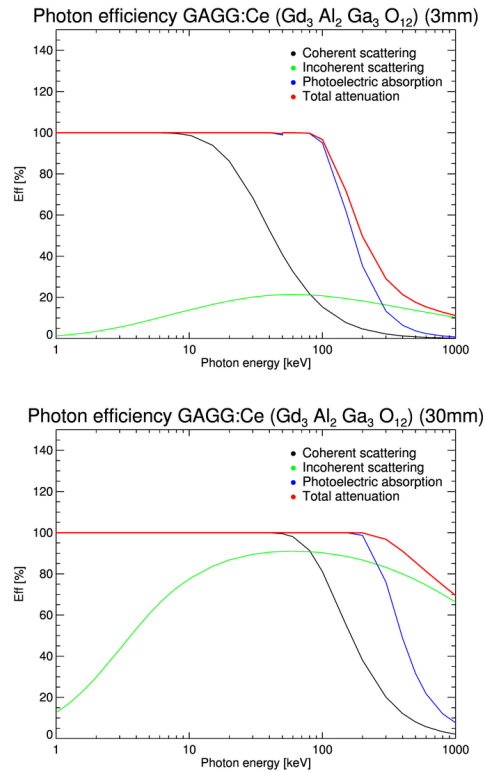 Photon efficiency GAGG:Ce (Gd₃ Al₂ Ga₃ O₁₂) (3mm)
140
120
100
80
60
40
20
0
Eff [%]
Coherent scattering
Incoherent scattering
Photoelectric absorption
Total attenuation
1 10 100 1000
Photon energy [keV]
Photon efficiency GAGG:Ce (Gd₃ Al₂ Ga₃ O₁₂) (30mm)
140
120
100
80
60
40
20
0
Eff [%]
Coherent scattering
Incoherent scattering
Photoelectric absorption
Total attenuation
1 10 100 1000
Photon energy [keV]